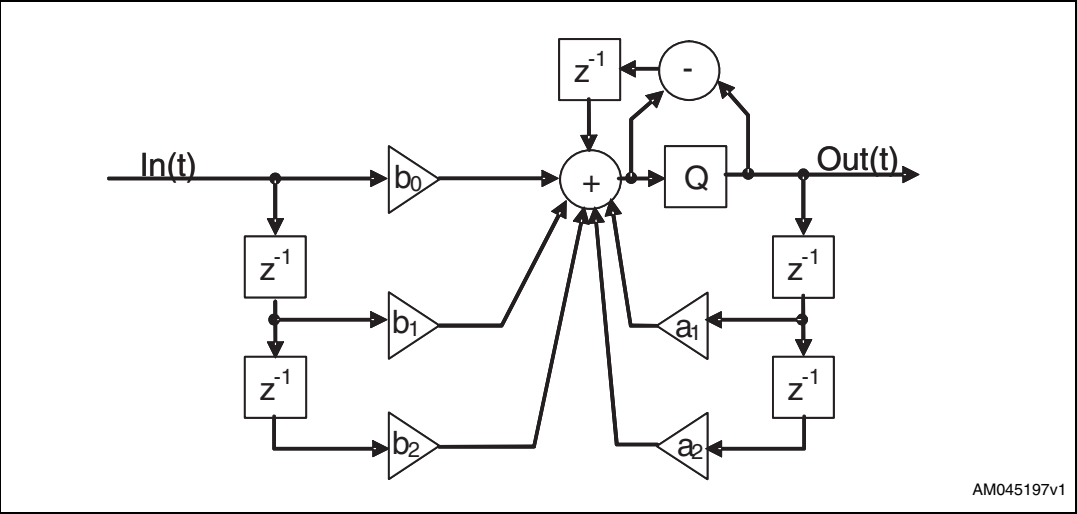 z-1
-
In(t)
b0
+
Q
Out(t)
z-1
z-1
b1
a1
z-1
z-1
b2
a2
AM045197v1